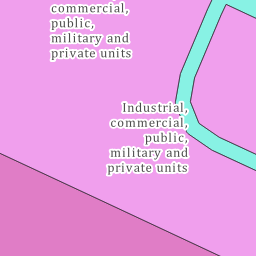 commercial,
public,
military and
private units
Industrial,
commercial,
public,
military and
private units